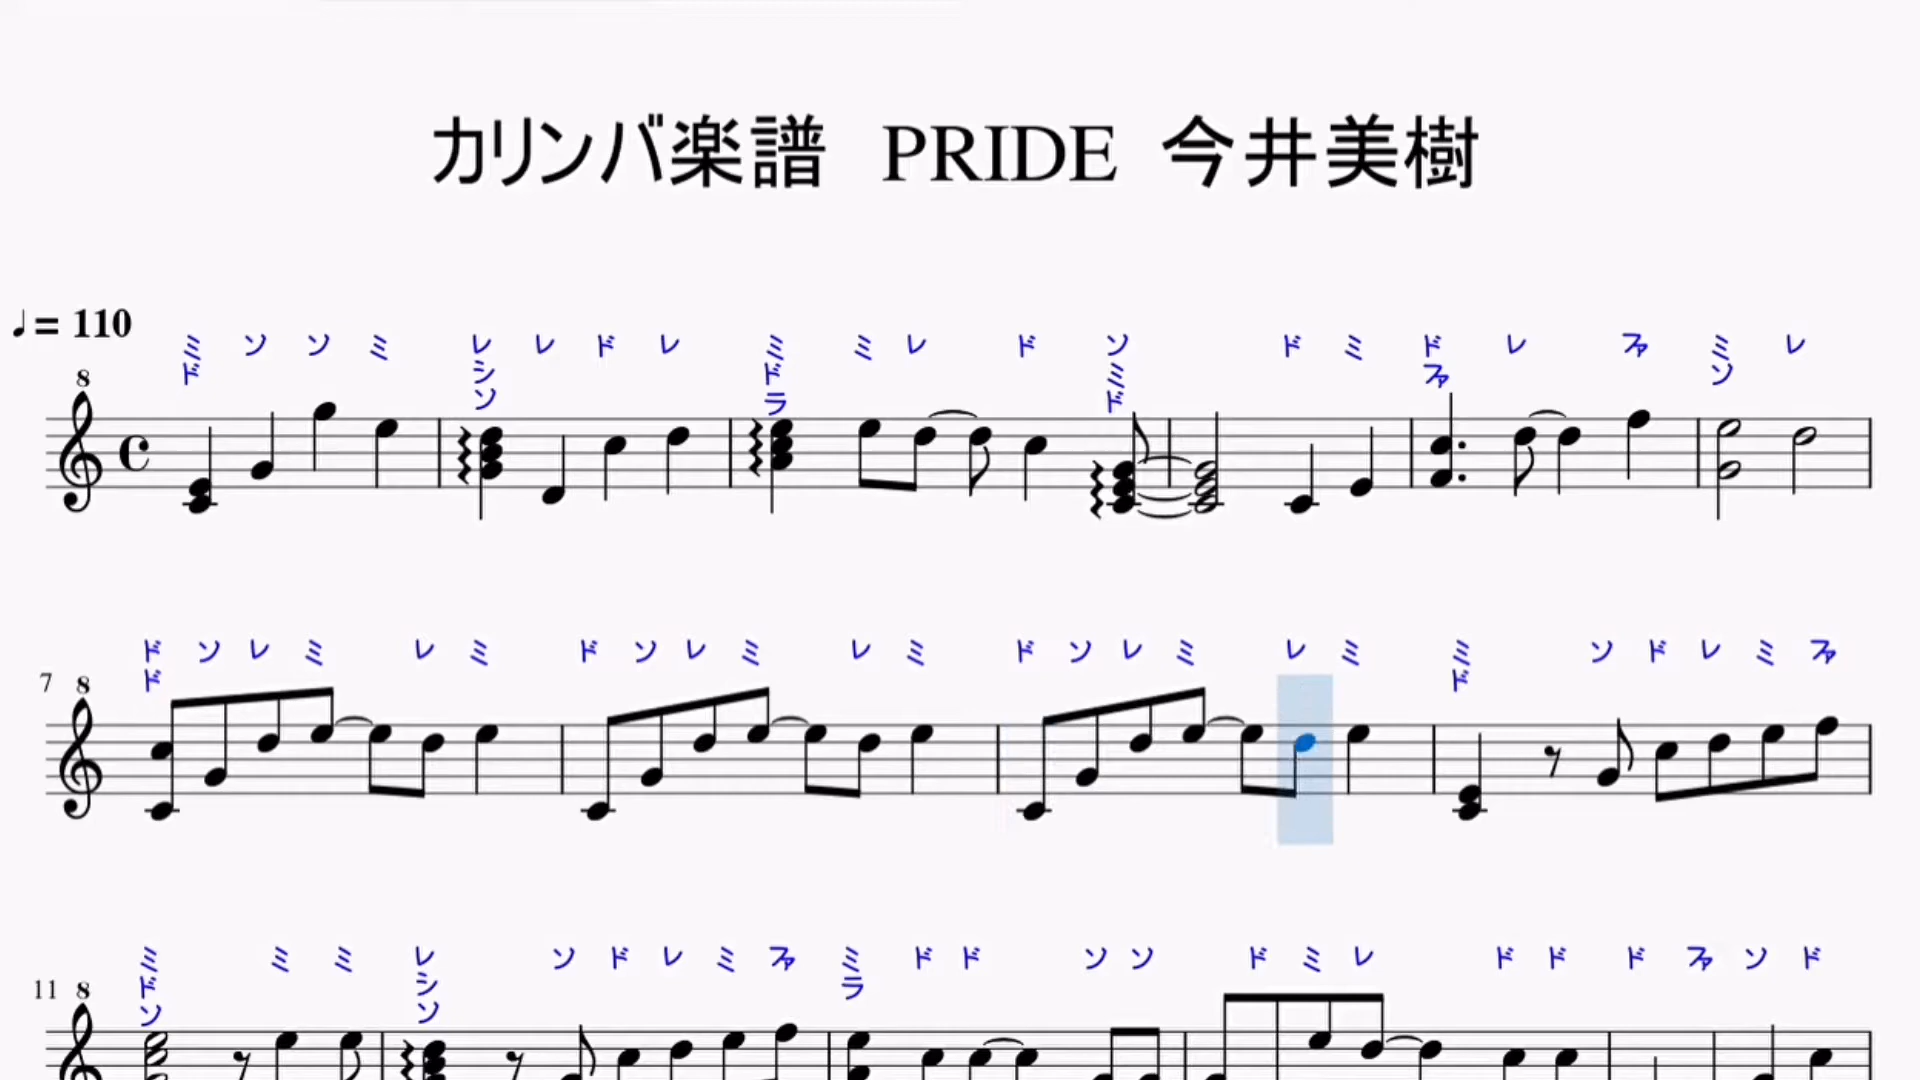 カリンバ楽譜 PRIDE 今井美樹
♩= 110
ミ ソ ソ ミ レ レ ド レ ミ ミ レ ド ソ ド ミ ド レ ファ ミ レ
ド シ ド ミ ファ ソ
ソ ラ ド
8
ド ソ レ ミ レ ミ ド ソ レ ミ レ ミ ド ソ レ ミ レ ミ ミ ソ ド レ ミ ファ
ド ド
7 8
ミ ミ ミ レ ソ ド レ ミ ファ ミ ド ド ソ ソ ド ミ レ ド ド ド ファ ソ ド
ド シ ラ
ソ ソ
11 8